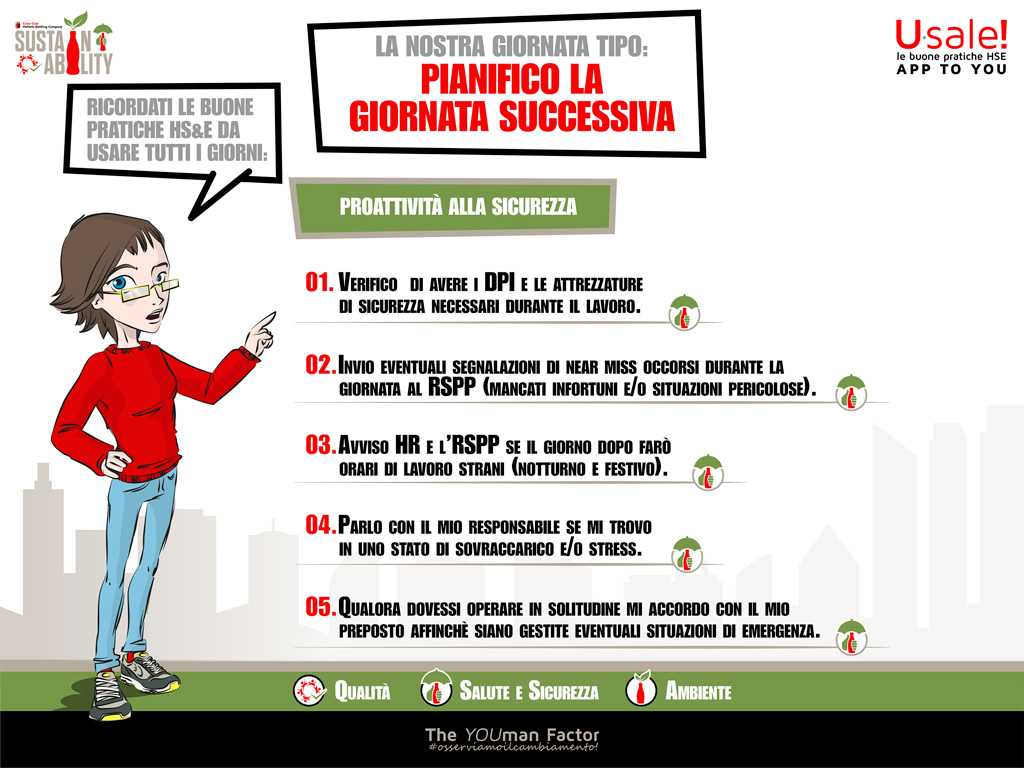 Coca-Cola
Hellenic Bottling Company
SUSTAIN
ABILITY
U·sale!
le buone pratiche HSE
APP TO YOU
LA NOSTRA GIORNATA TIPO:
PIANIFICO LA
GIORNATA SUCCESSIVA
RICORDATI LE BUONE
PRATICHE HS&E DA
USARE TUTTI I GIORNI:
PROATTIVITÀ ALLA SICUREZZA
01. VERIFICO DI AVERE I DPI E LE ATTREZZATURE
DI SICUREZZA NECESSARI DURANTE IL LAVORO.
02. INVIO EVENTUALI SEGNALAZIONI DI NEAR MISS OCCORSI DURANTE LA
GIORNATA AL RSPP (MANCATI INFORTUNI E/O SITUAZIONI PERICOLOSE).
03. AVVISO HR E L'RSPP SE IL GIORNO DOPO FARÒ
ORARI DI LAVORO STRANI (NOTTURNO E FESTIVO).
04. PARLO CON IL MIO RESPONSABILE SE MI TROVO
IN UNO STATO DI SOVRACCARICO E/O STRESS.
05. QUALORA DOVESSI OPERARE IN SOLITUDINE MI ACCORDO CON IL MIO
PREPOSTO AFFINCHÈ SIANO GESTITE EVENTUALI SITUAZIONI DI EMERGENZA.
QUALITÀ SALUTE E SICUREZZA AMBIENTE
The YOUman Factor
#osserviamoilcambiamento!